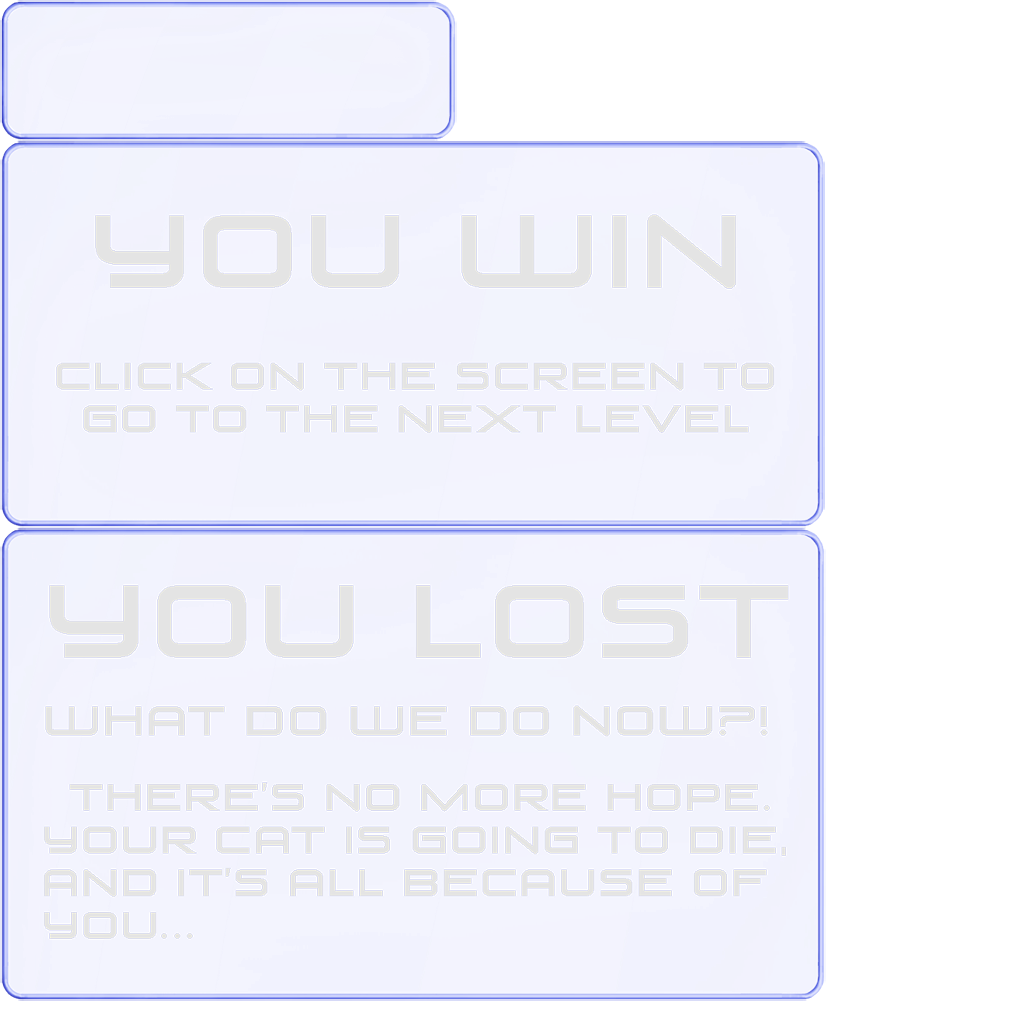 YOU WIN
CLICK ON THE SCREEN TO
GO TO THE NEXT LEVEL
YOU LOST
WHAT DO WE DO NOW?!
THERE'S NO MORE HOPE.
YOUR CAT IS GOING TO DIE,
AND IT'S ALL BECAUSE OF
YOU...